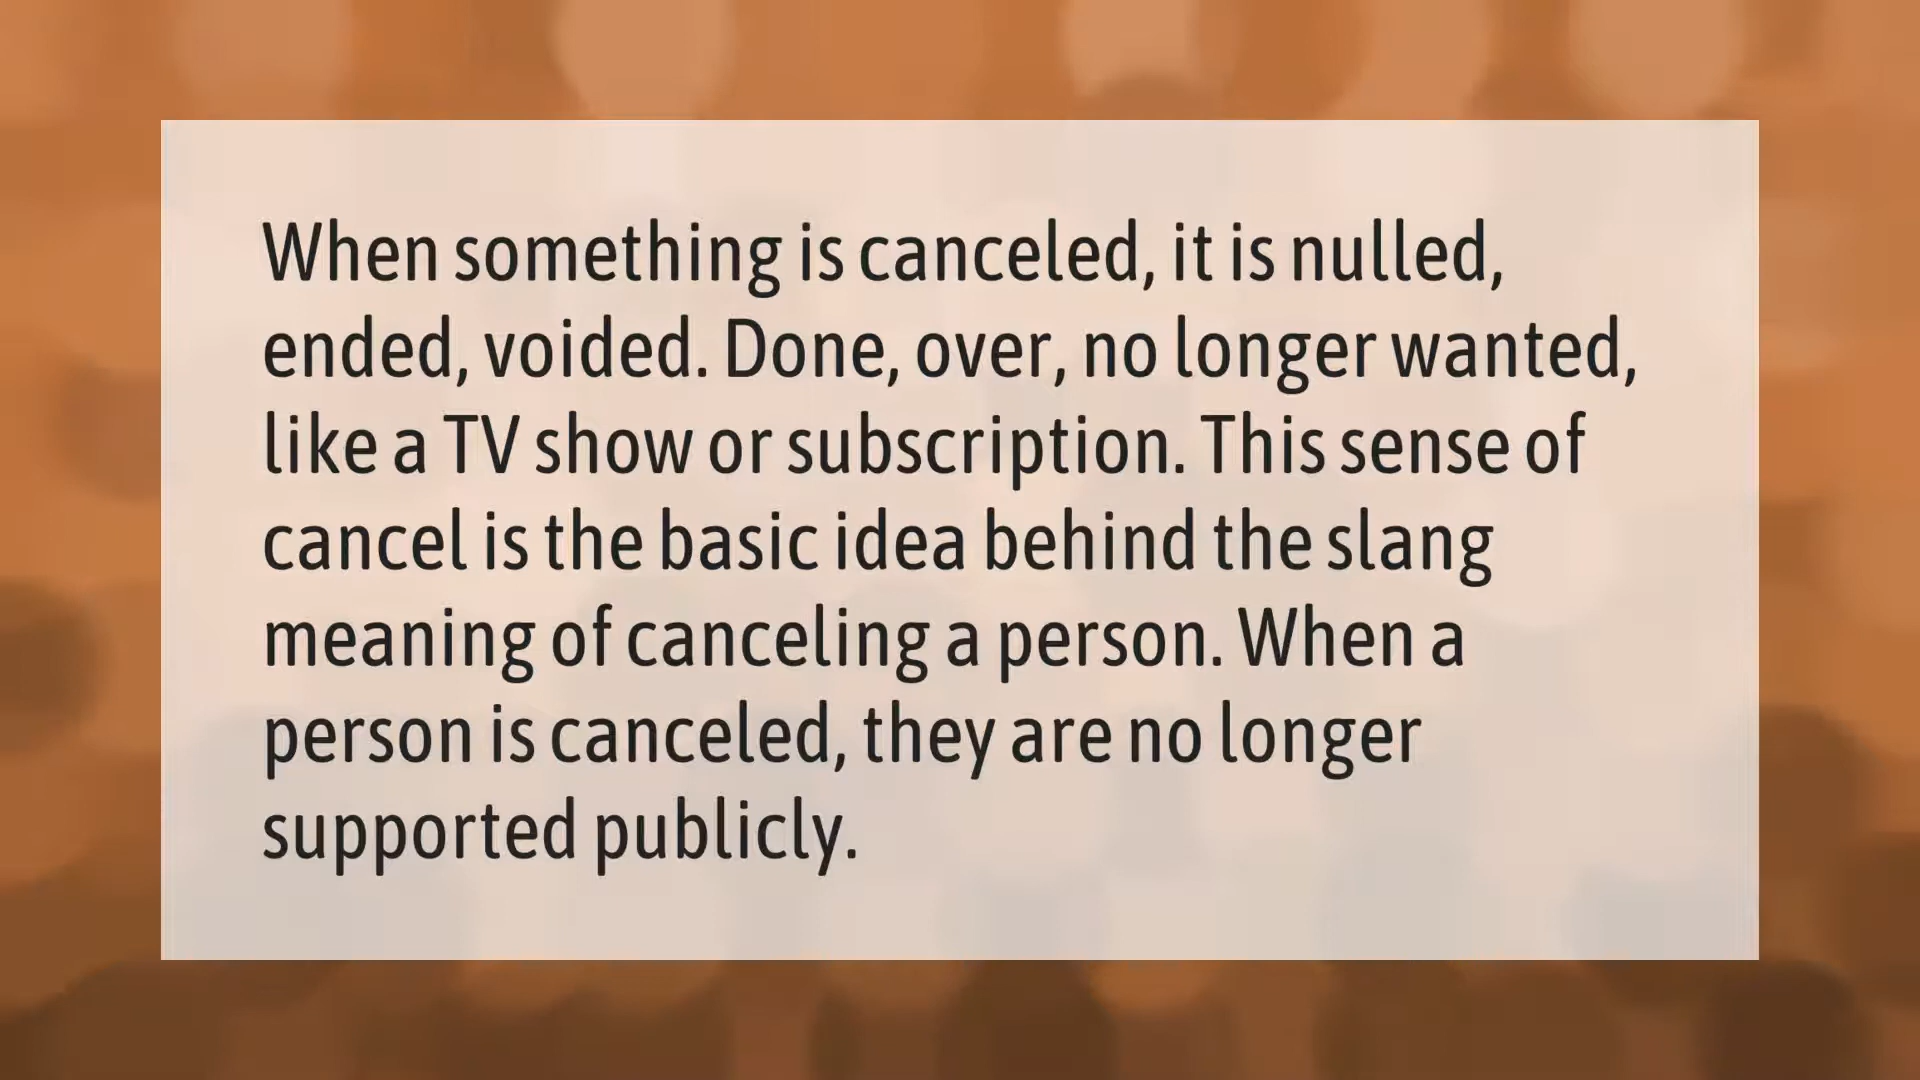 When something is canceled, it is nulled,
ended, voided. Done, over, no longer wanted,
like a TV show or subscription. This sense of
cancel is the basic idea behind the slang
meaning of canceling a person. When a
person is canceled, they are no longer
supported publicly.